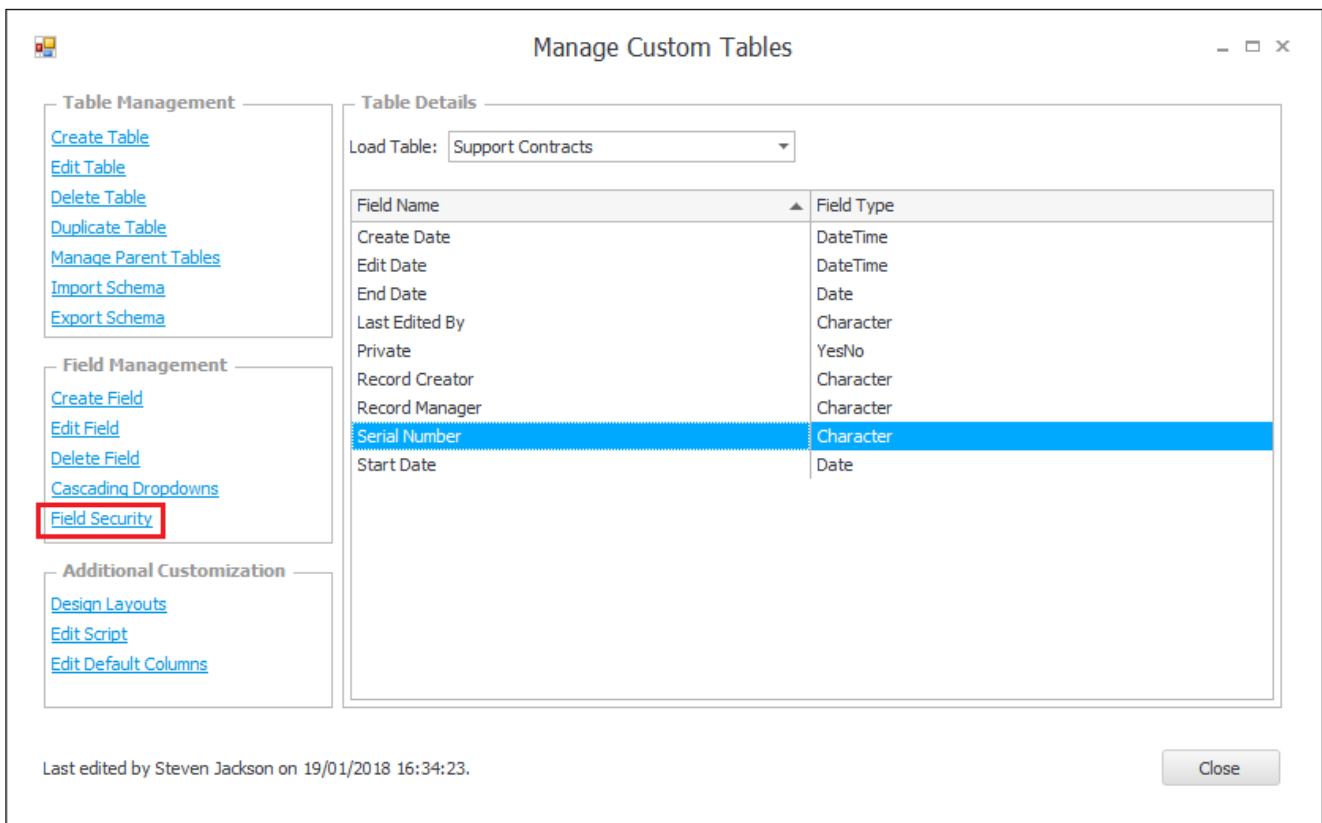 Manage Custom Tables
Table Management
Create Table
Edit Table
Delete Table
Duplicate Table
Manage Parent Tables
Import Schema
Export Schema
Field Management
Create Field
Edit Field
Delete Field
Cascading Dropdowns
Field Security
Additional Customization
Design Layouts
Edit Script
Edit Default Columns
Table Details
Load Table: Support Contracts
Field Name Field Type
Create Date DateTime
Edit Date DateTime
End Date Date
Last Edited By Character
Private YesNo
Record Creator Character
Record Manager Character
Serial Number Character
Start Date Date
Last edited by Steven Jackson on 19/01/2018 16:34:23.
Close